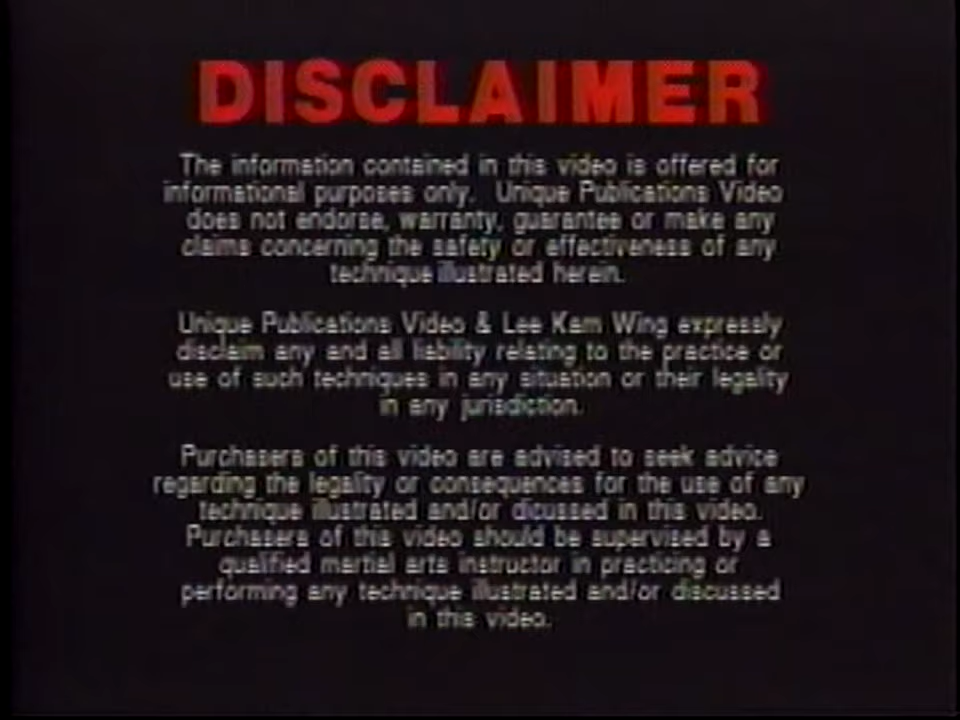 DISCLAIMER
The information contained in this video is offered for
informational purposes only. Unique Publications Video
does not endorse, warranty, guarantee or make any
claims concerning the safety or effectiveness of any
technique illustrated herein.
Unique Publications Video & Lee Kam Wing expressly
disclaim any and all liability relating to the practice or
use of such techniques in any situation or their legality
in any jurisdiction.
Purchasers of this video are advised to seek advice
regarding the legality or consequences for the use of any
technique illustrated and/or dicussed in this video.
Purchasers of this video should be supervised by a
qualified martial arts instructor in practicing or
performing any technique illustrated and/or discussed
in this video.